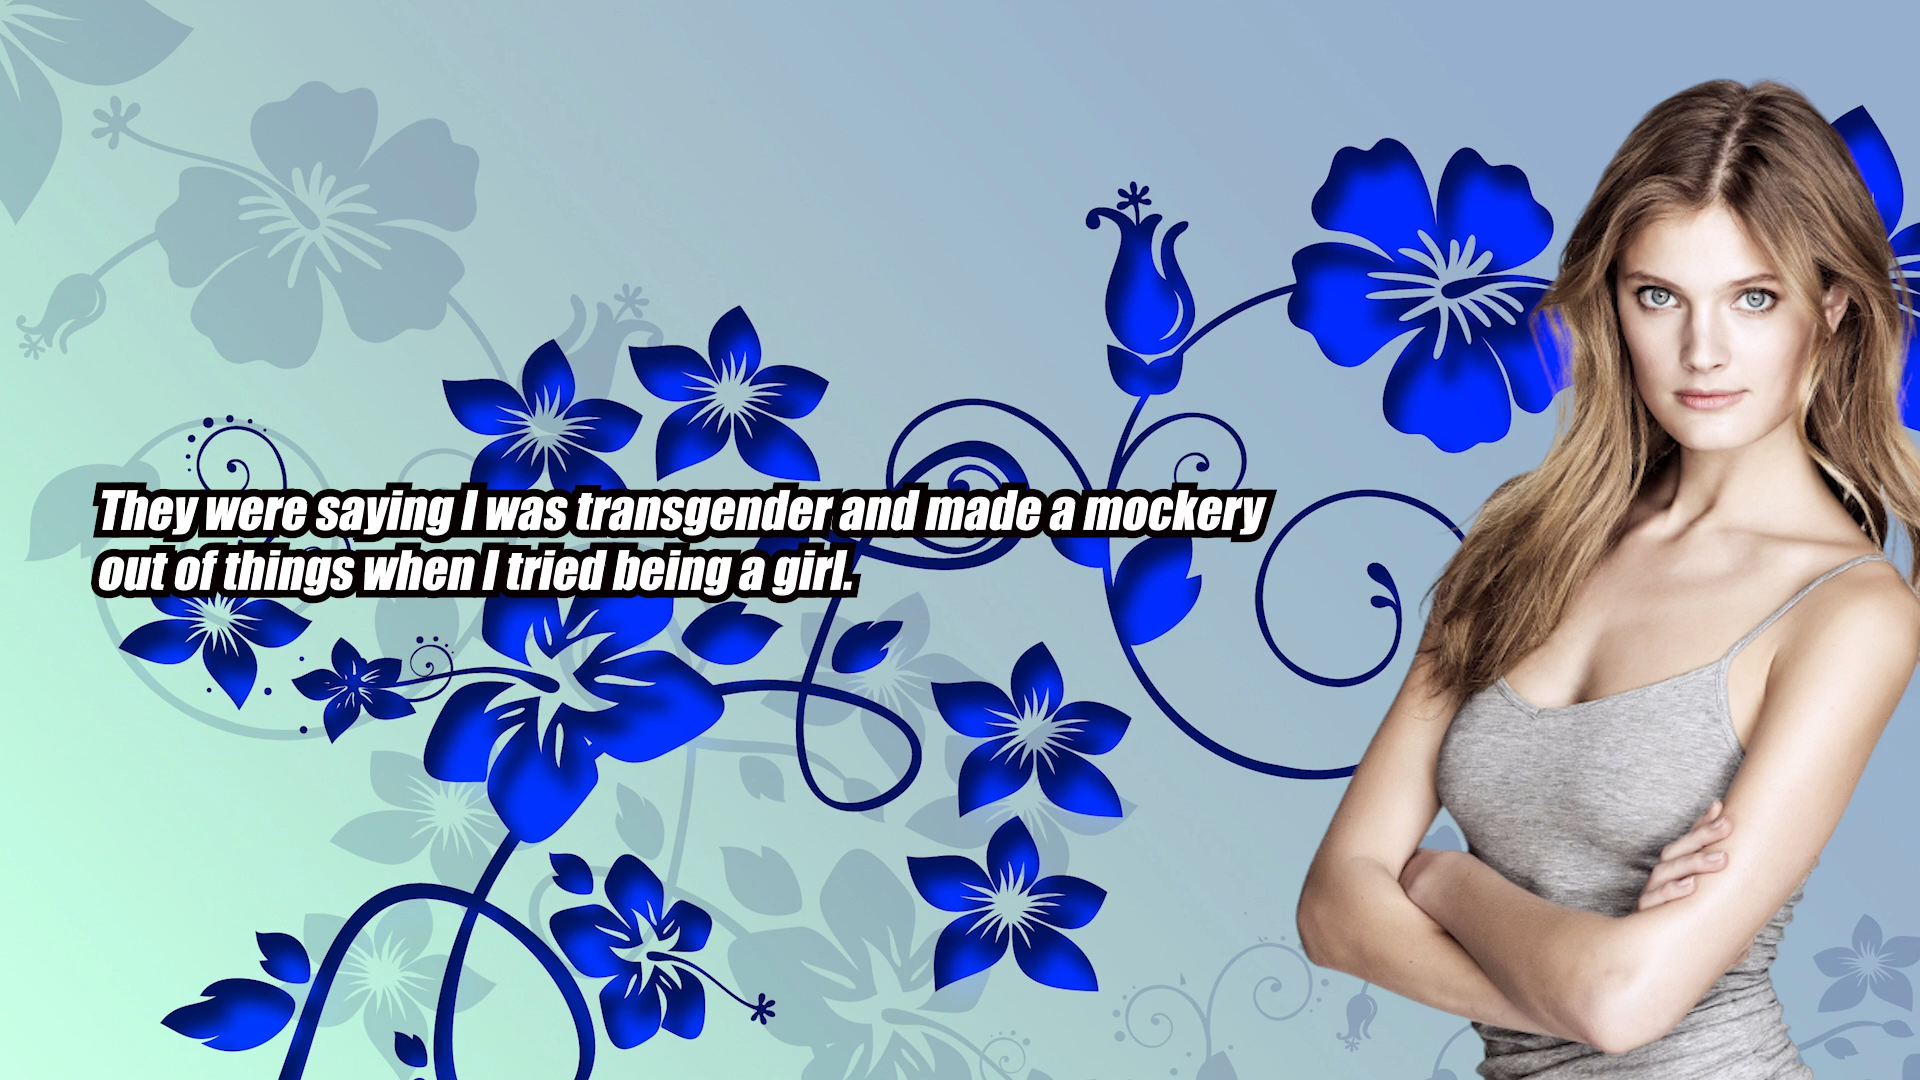 They were saying I was transgender and made a mockery
out of things when I tried being a girl.